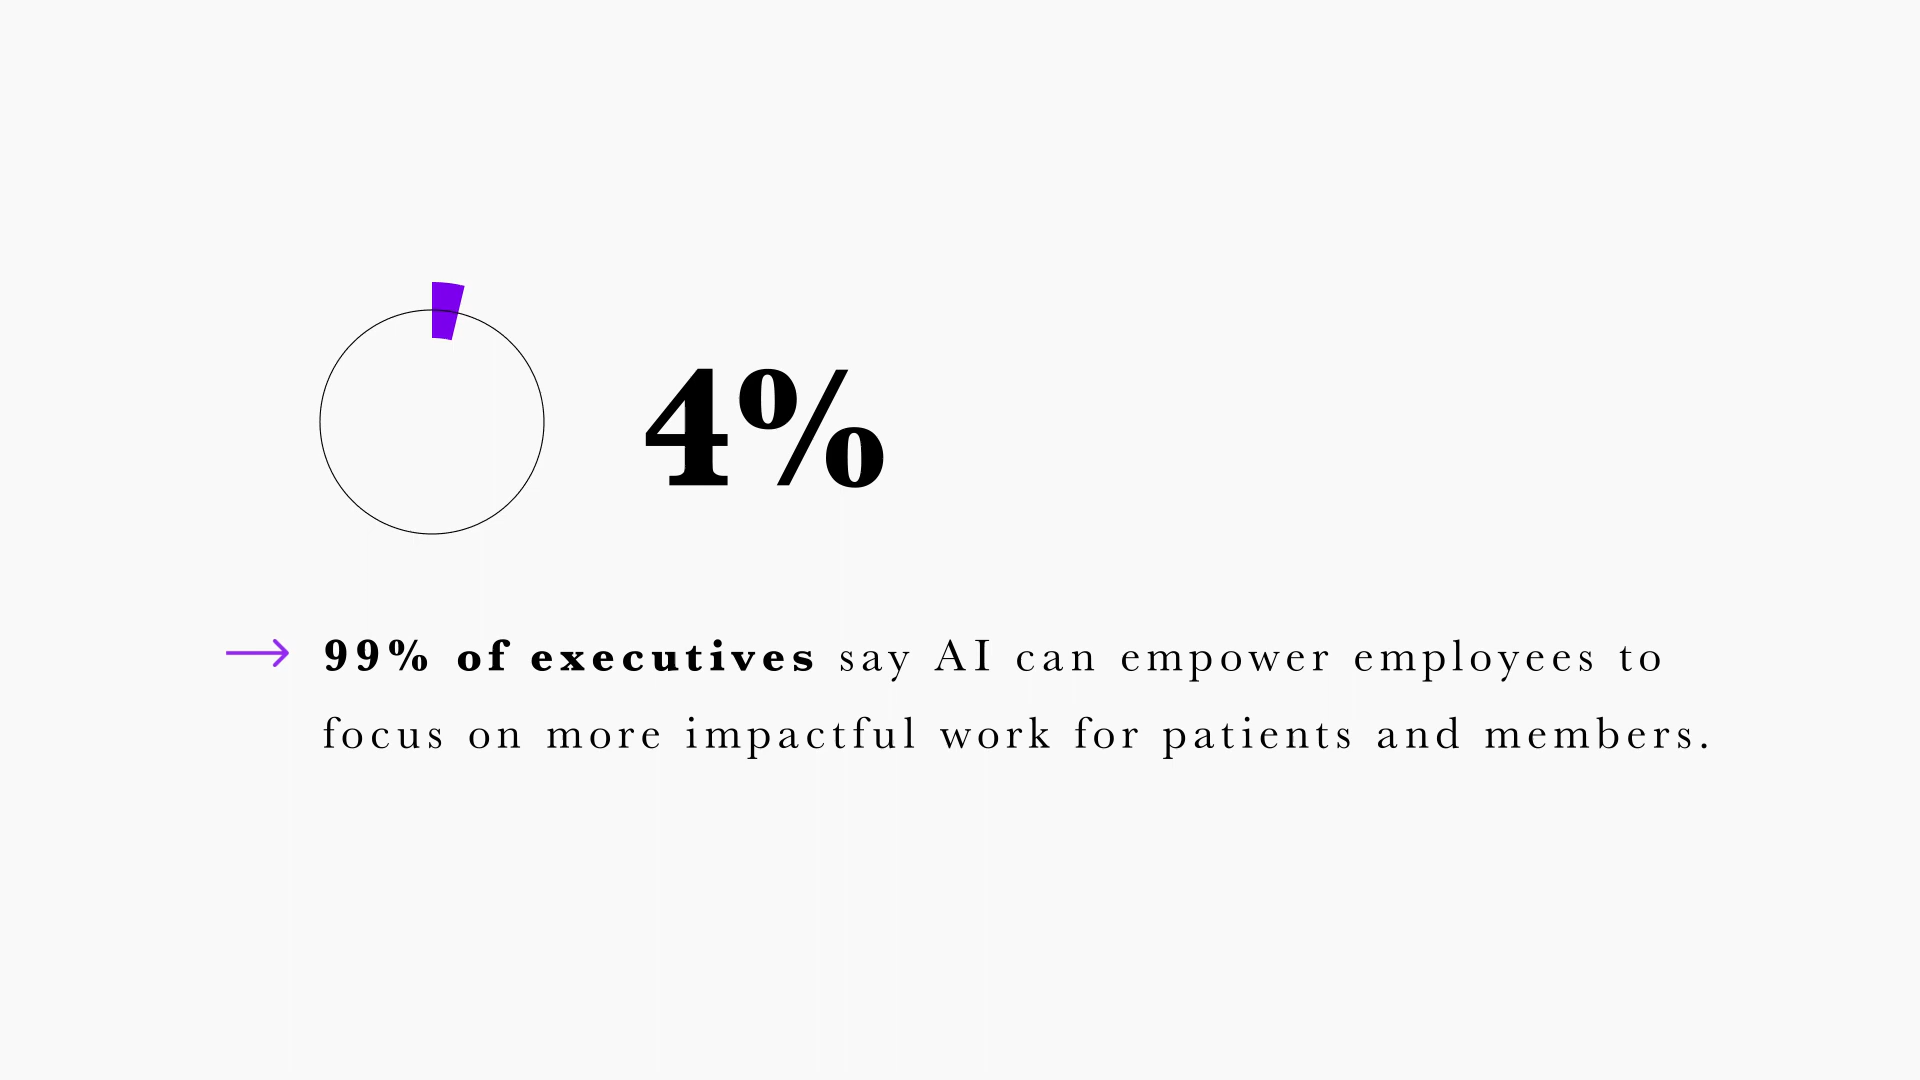 4%
99% of executives say AI can empower employees to
focus on more impactful work for patients and members.